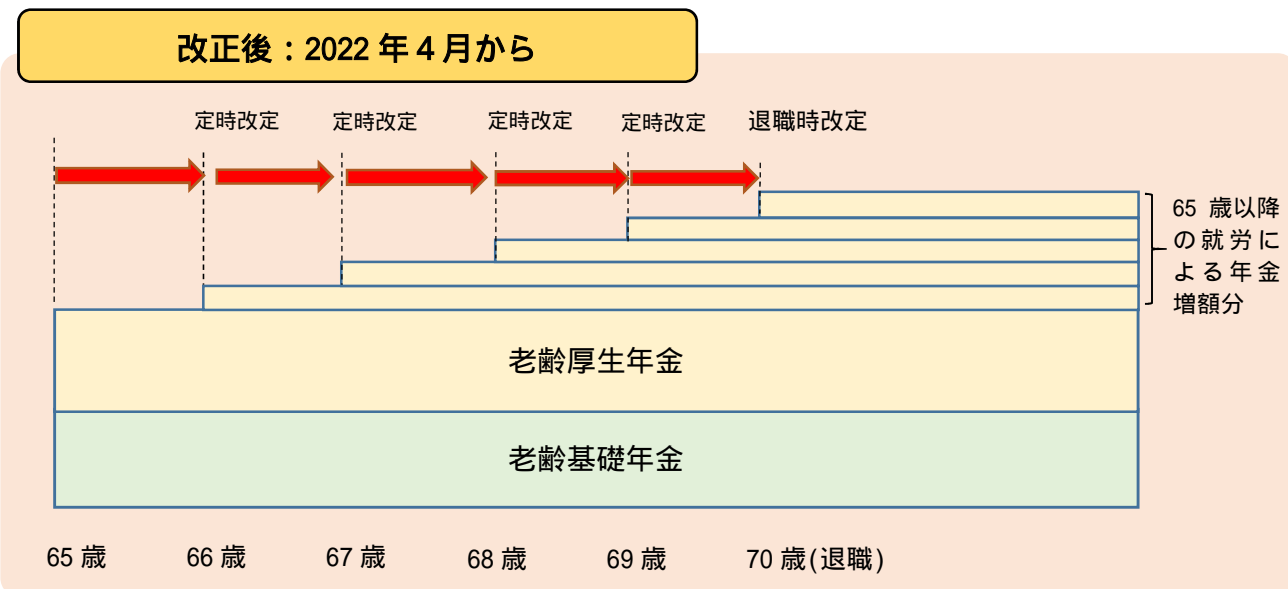 改正後：2022 年４月から
定時改定 定時改定 定時改定 定時改定 退職時改定
65 歳以降
の就労に
よる年金
増額分
老齢厚生年金
老齢基礎年金
65 歳 66 歳 67 歳 68 歳 69 歳 70 歳(退職)